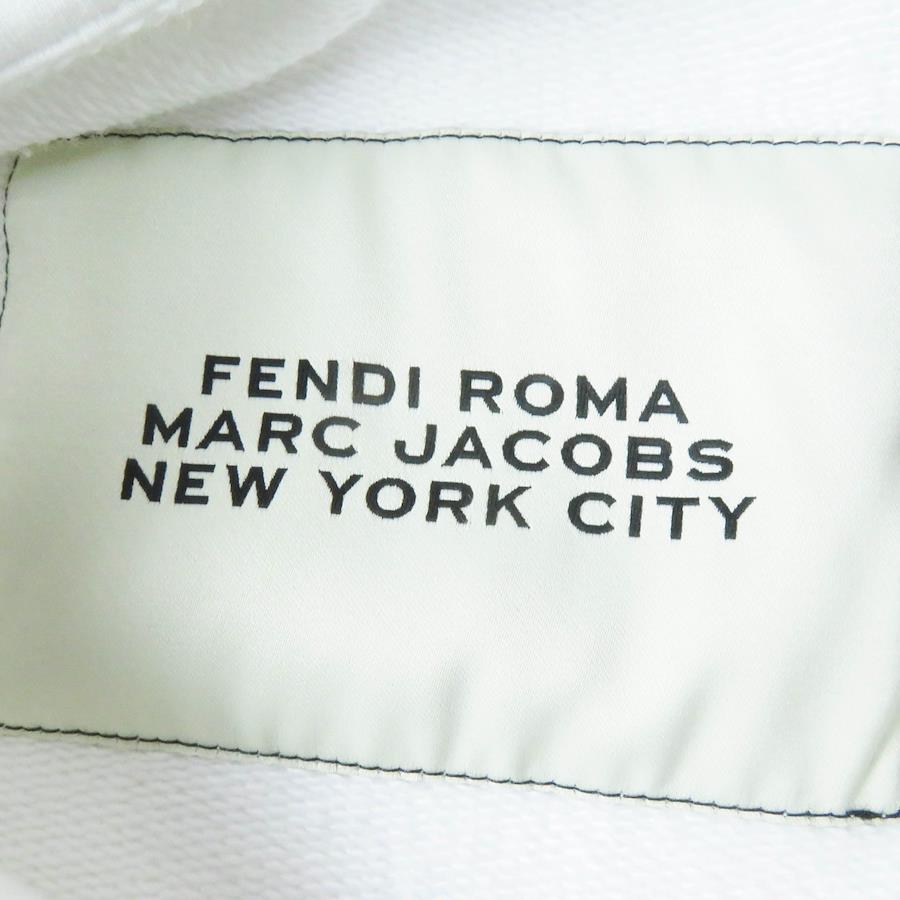 FENDI ROMA
MARC JACOBS
NEW YORK CITY